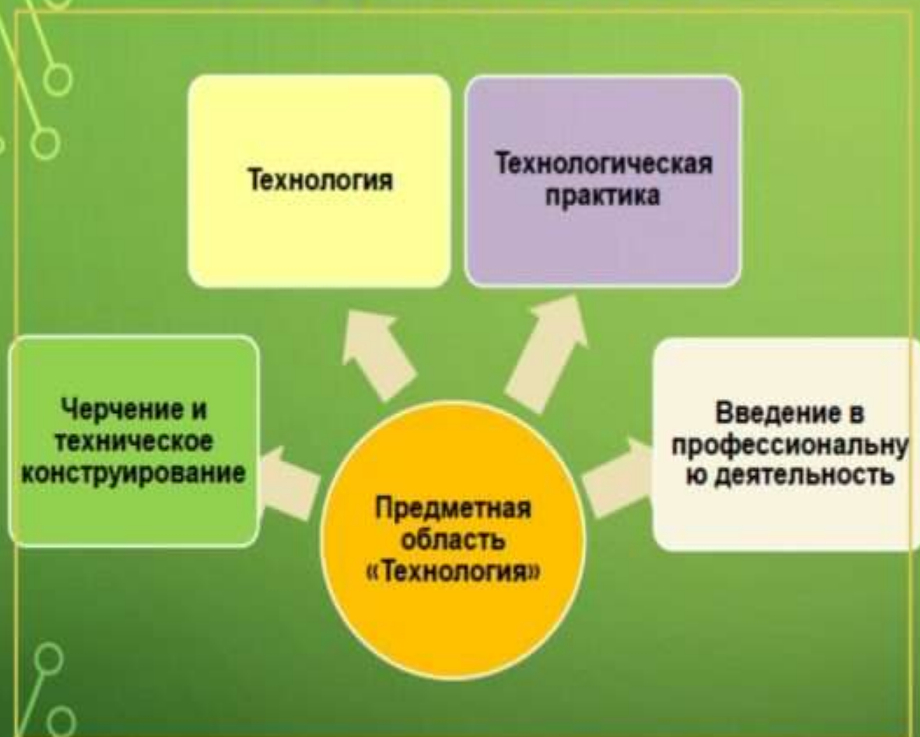 Технология
Технологическая
практика
Черчение и
техническое
конструирование
Введение в
профессиональну
ю деятельность
Предметная
область
«Технология»